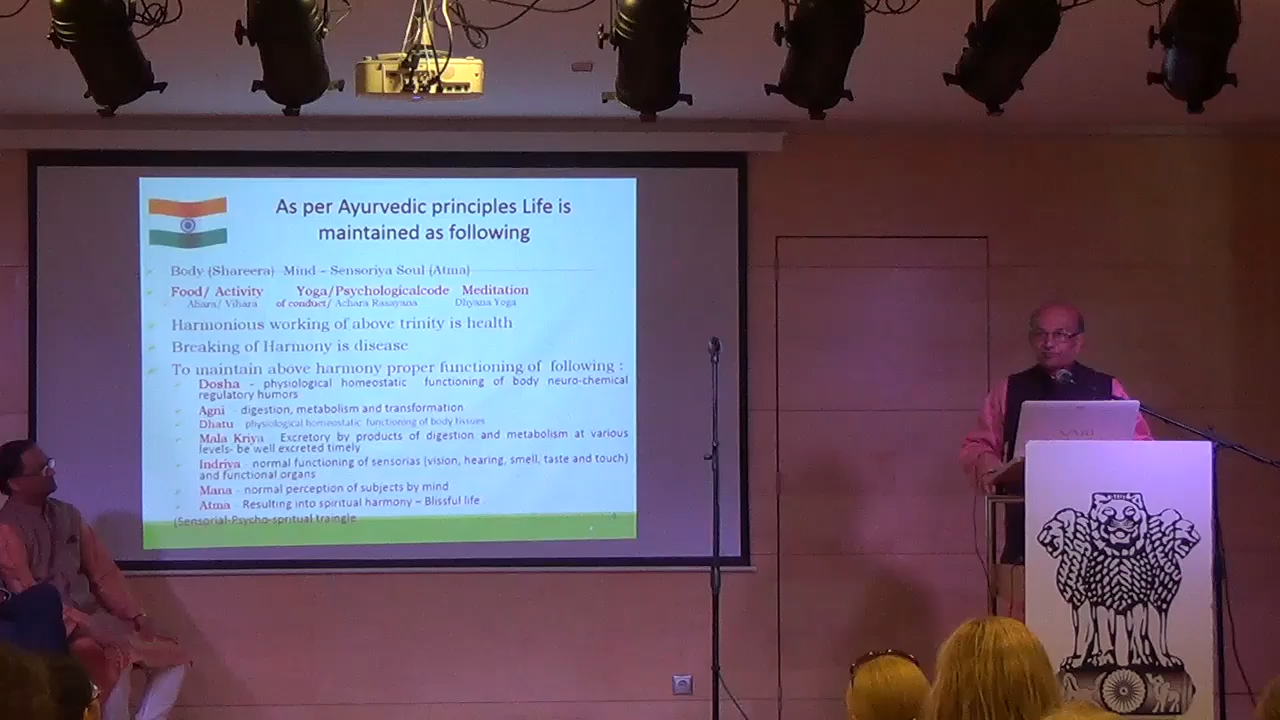 As per Ayurvedic principles Life is
maintained as following
Body (Shareera) Mind – Sensoriya Soul (Atma)
Food/ Activity Yoga/Psychologicalcode Meditation
Ahara/ Vihara of conduct/ Achara Rasayana Dhyana Yoga
Harmonious working of above trinity is health
Breaking of Harmony is disease
To maintain above harmony proper functioning of following :
Dosha - physiological homeostatic functioning of body neuro-chemical
regulatory humors
Agni digestion, metabolism and transformation
Dhatu physiological homeostatic functioning of body tissues
Mala Kriya Excretory by products of digestion and metabolism at various
levels- be well excreted timely
Indriya - normal functioning of sensorias (vision, hearing, smell, taste and touch)
and functional organs
Mana - normal perception of subjects by mind
Atma Resulting into spiritual harmony – Blissful life
(Sensorial-Psycho-spritual traingle
VAIO